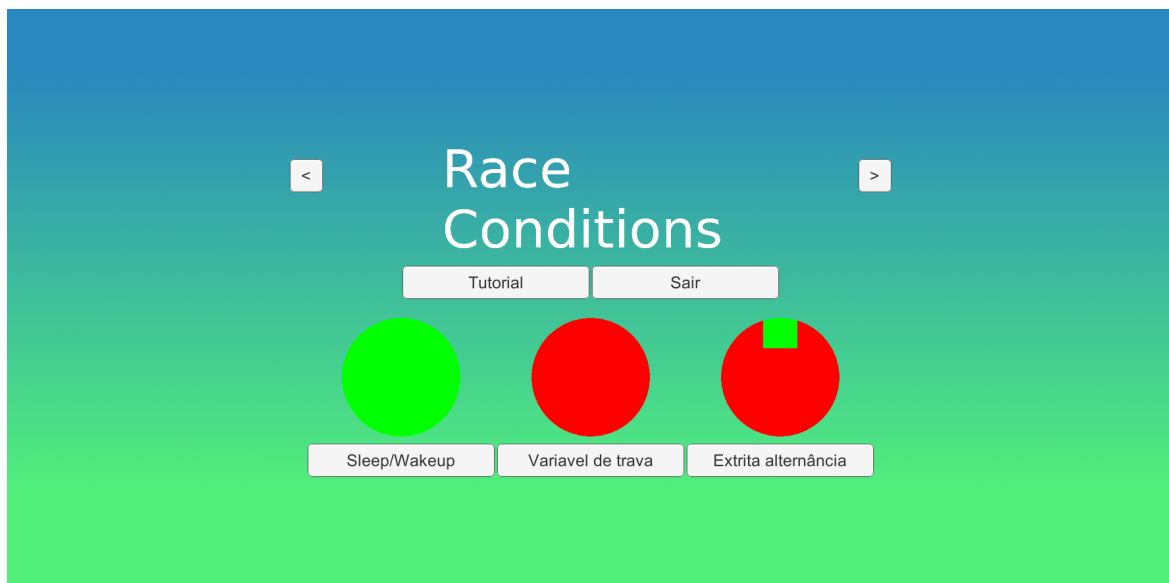 < Race >
Conditions
Tutorial Sair
Sleep/Wakeup Variavel de trava Extrita alternância